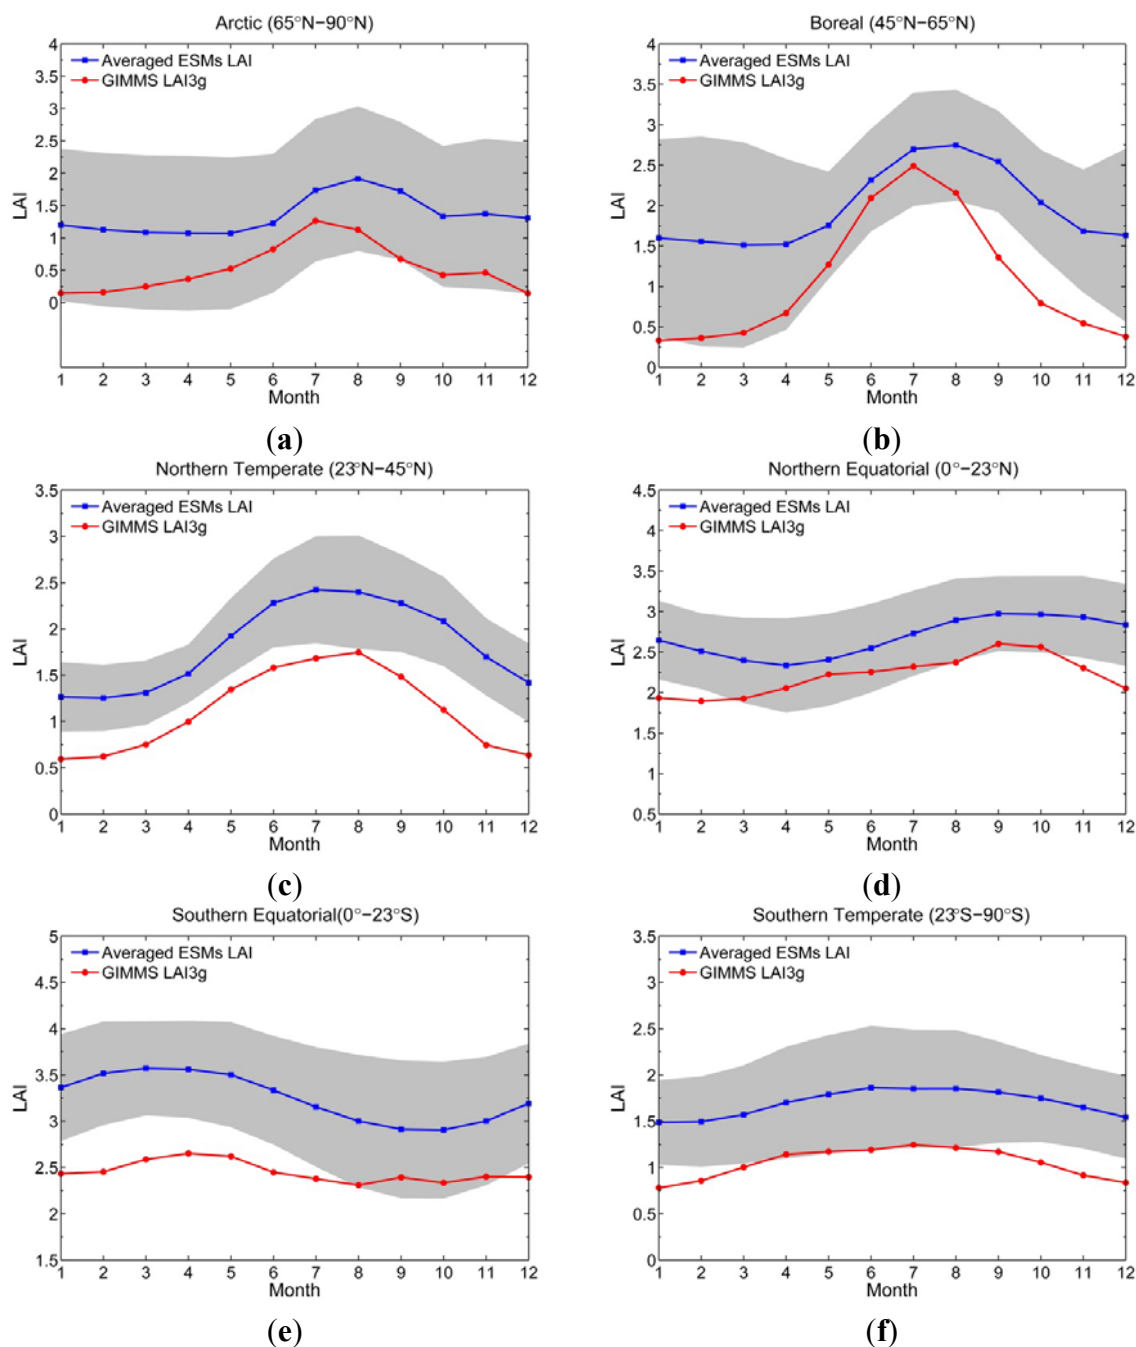 Arctic (65°N−90°N)
4
3.5
3
2.5
2
1.5
1
0.5
0
LAI
Averaged ESMs LAI
GIMMS LAI3g
1 2 3 4 5 6 7 8 9 10 11 12
Month
(a)
Boreal (45°N−65°N)
4
3.5
3
2.5
2
1.5
1
0.5
0
LAI
Averaged ESMs LAI
GIMMS LAI3g
1 2 3 4 5 6 7 8 9 10 11 12
Month
(b)
Northern Temperate (23°N−45°N)
3.5
3
2.5
2
1.5
1
0.5
0
LAI
Averaged ESMs LAI
GIMMS LAI3g
1 2 3 4 5 6 7 8 9 10 11 12
Month
(c)
Northern Equatorial (0°−23°N)
4.5
4
3.5
3
2.5
2
1.5
1
0.5
LAI
Averaged ESMs LAI
GIMMS LAI3g
1 2 3 4 5 6 7 8 9 10 11 12
Month
(d)
Southern Equatorial(0°−23°S)
5
4.5
4
3.5
3
2.5
2
1.5
LAI
Averaged ESMs LAI
GIMMS LAI3g
1 2 3 4 5 6 7 8 9 10 11 12
Month
(e)
Southern Temperate (23°S−90°S)
3.5
3
2.5
2
1.5
1
0.5
0
LAI
Averaged ESMs LAI
GIMMS LAI3g
1 2 3 4 5 6 7 8 9 10 11 12
Month
(f)